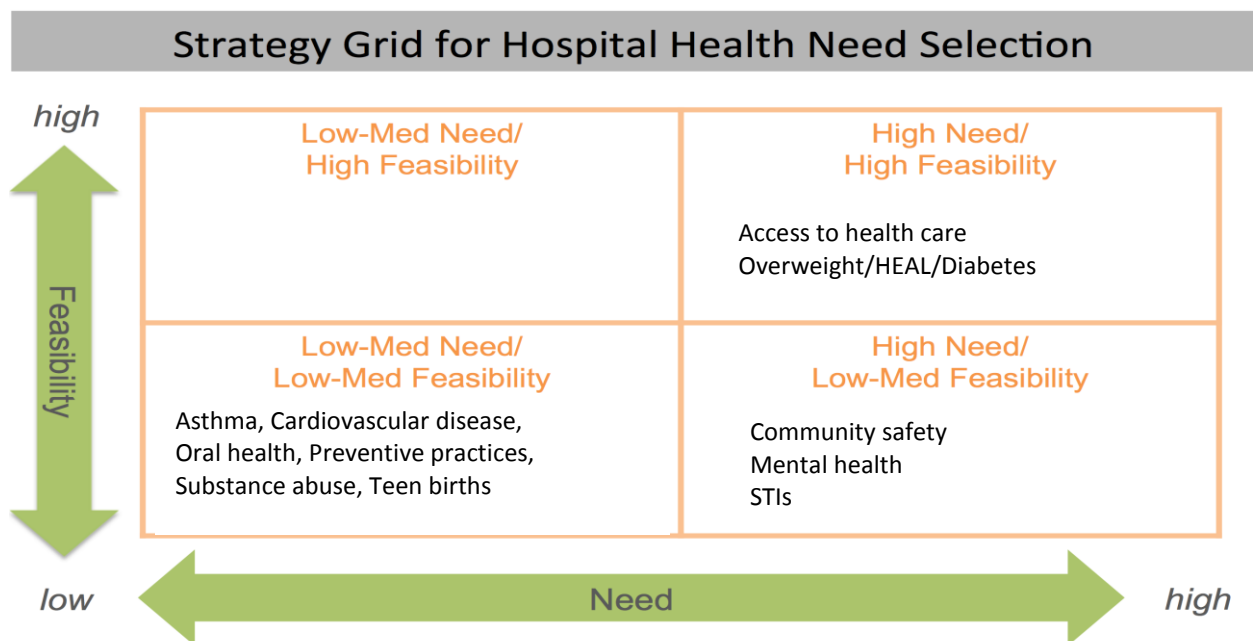 Strategy Grid for Hospital Health Need Selection
high
Low-Med Need/
High Feasibility
High Need/
High Feasibility
Access to health care
Overweight/HEAL/Diabetes
Feasibility
Low-Med Need/
Low-Med Feasibility
Asthma, Cardiovascular disease,
Oral health, Preventive practices,
Substance abuse, Teen births
High Need/
Low-Med Feasibility
Community safety
Mental health
STIs
low
Need
high